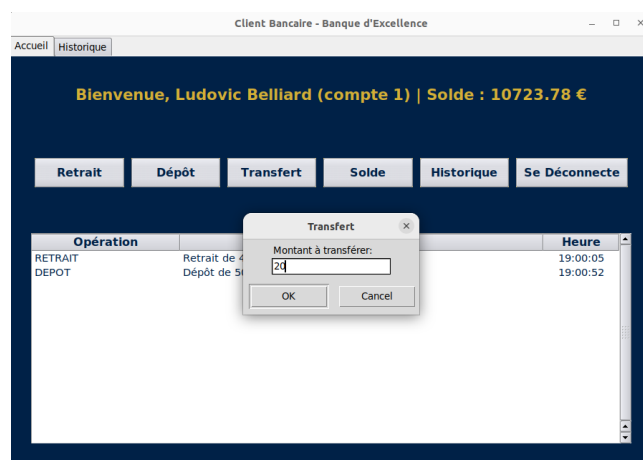 Client Bancaire - Banque d'Excellence
Accueil Historique
Bienvenue, Ludovic Belliard (compte 1) | Solde : 10723.78 €
Retrait Dépôt Transfert Solde Historique Se Déconnecte
Transfert
Opération Heure
Montant à transférer:
RETRAIT Retrait de 19:00:05
20
DEPOT Dépôt de 19:00:52
OK Cancel